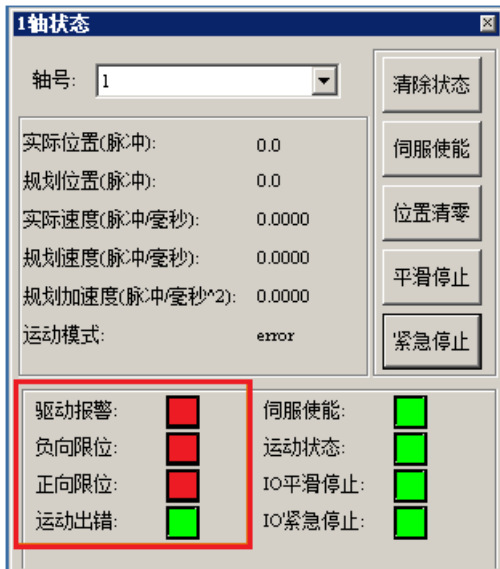 1轴状态
轴号: 1
清除状态
实际位置(脉冲): 0.0
伺服使能
规划位置(脉冲): 0.0
实际速度(脉冲/毫秒): 0.0000
位置清零
规划速度(脉冲/毫秒): 0.0000
平滑停止
规划加速度(脉冲/毫秒^2): 0.0000
运动模式: error
紧急停止
驱动报警: 伺服使能:
负向限位: 运动状态:
正向限位: IO平滑停止:
运动出错: IO紧急停止: